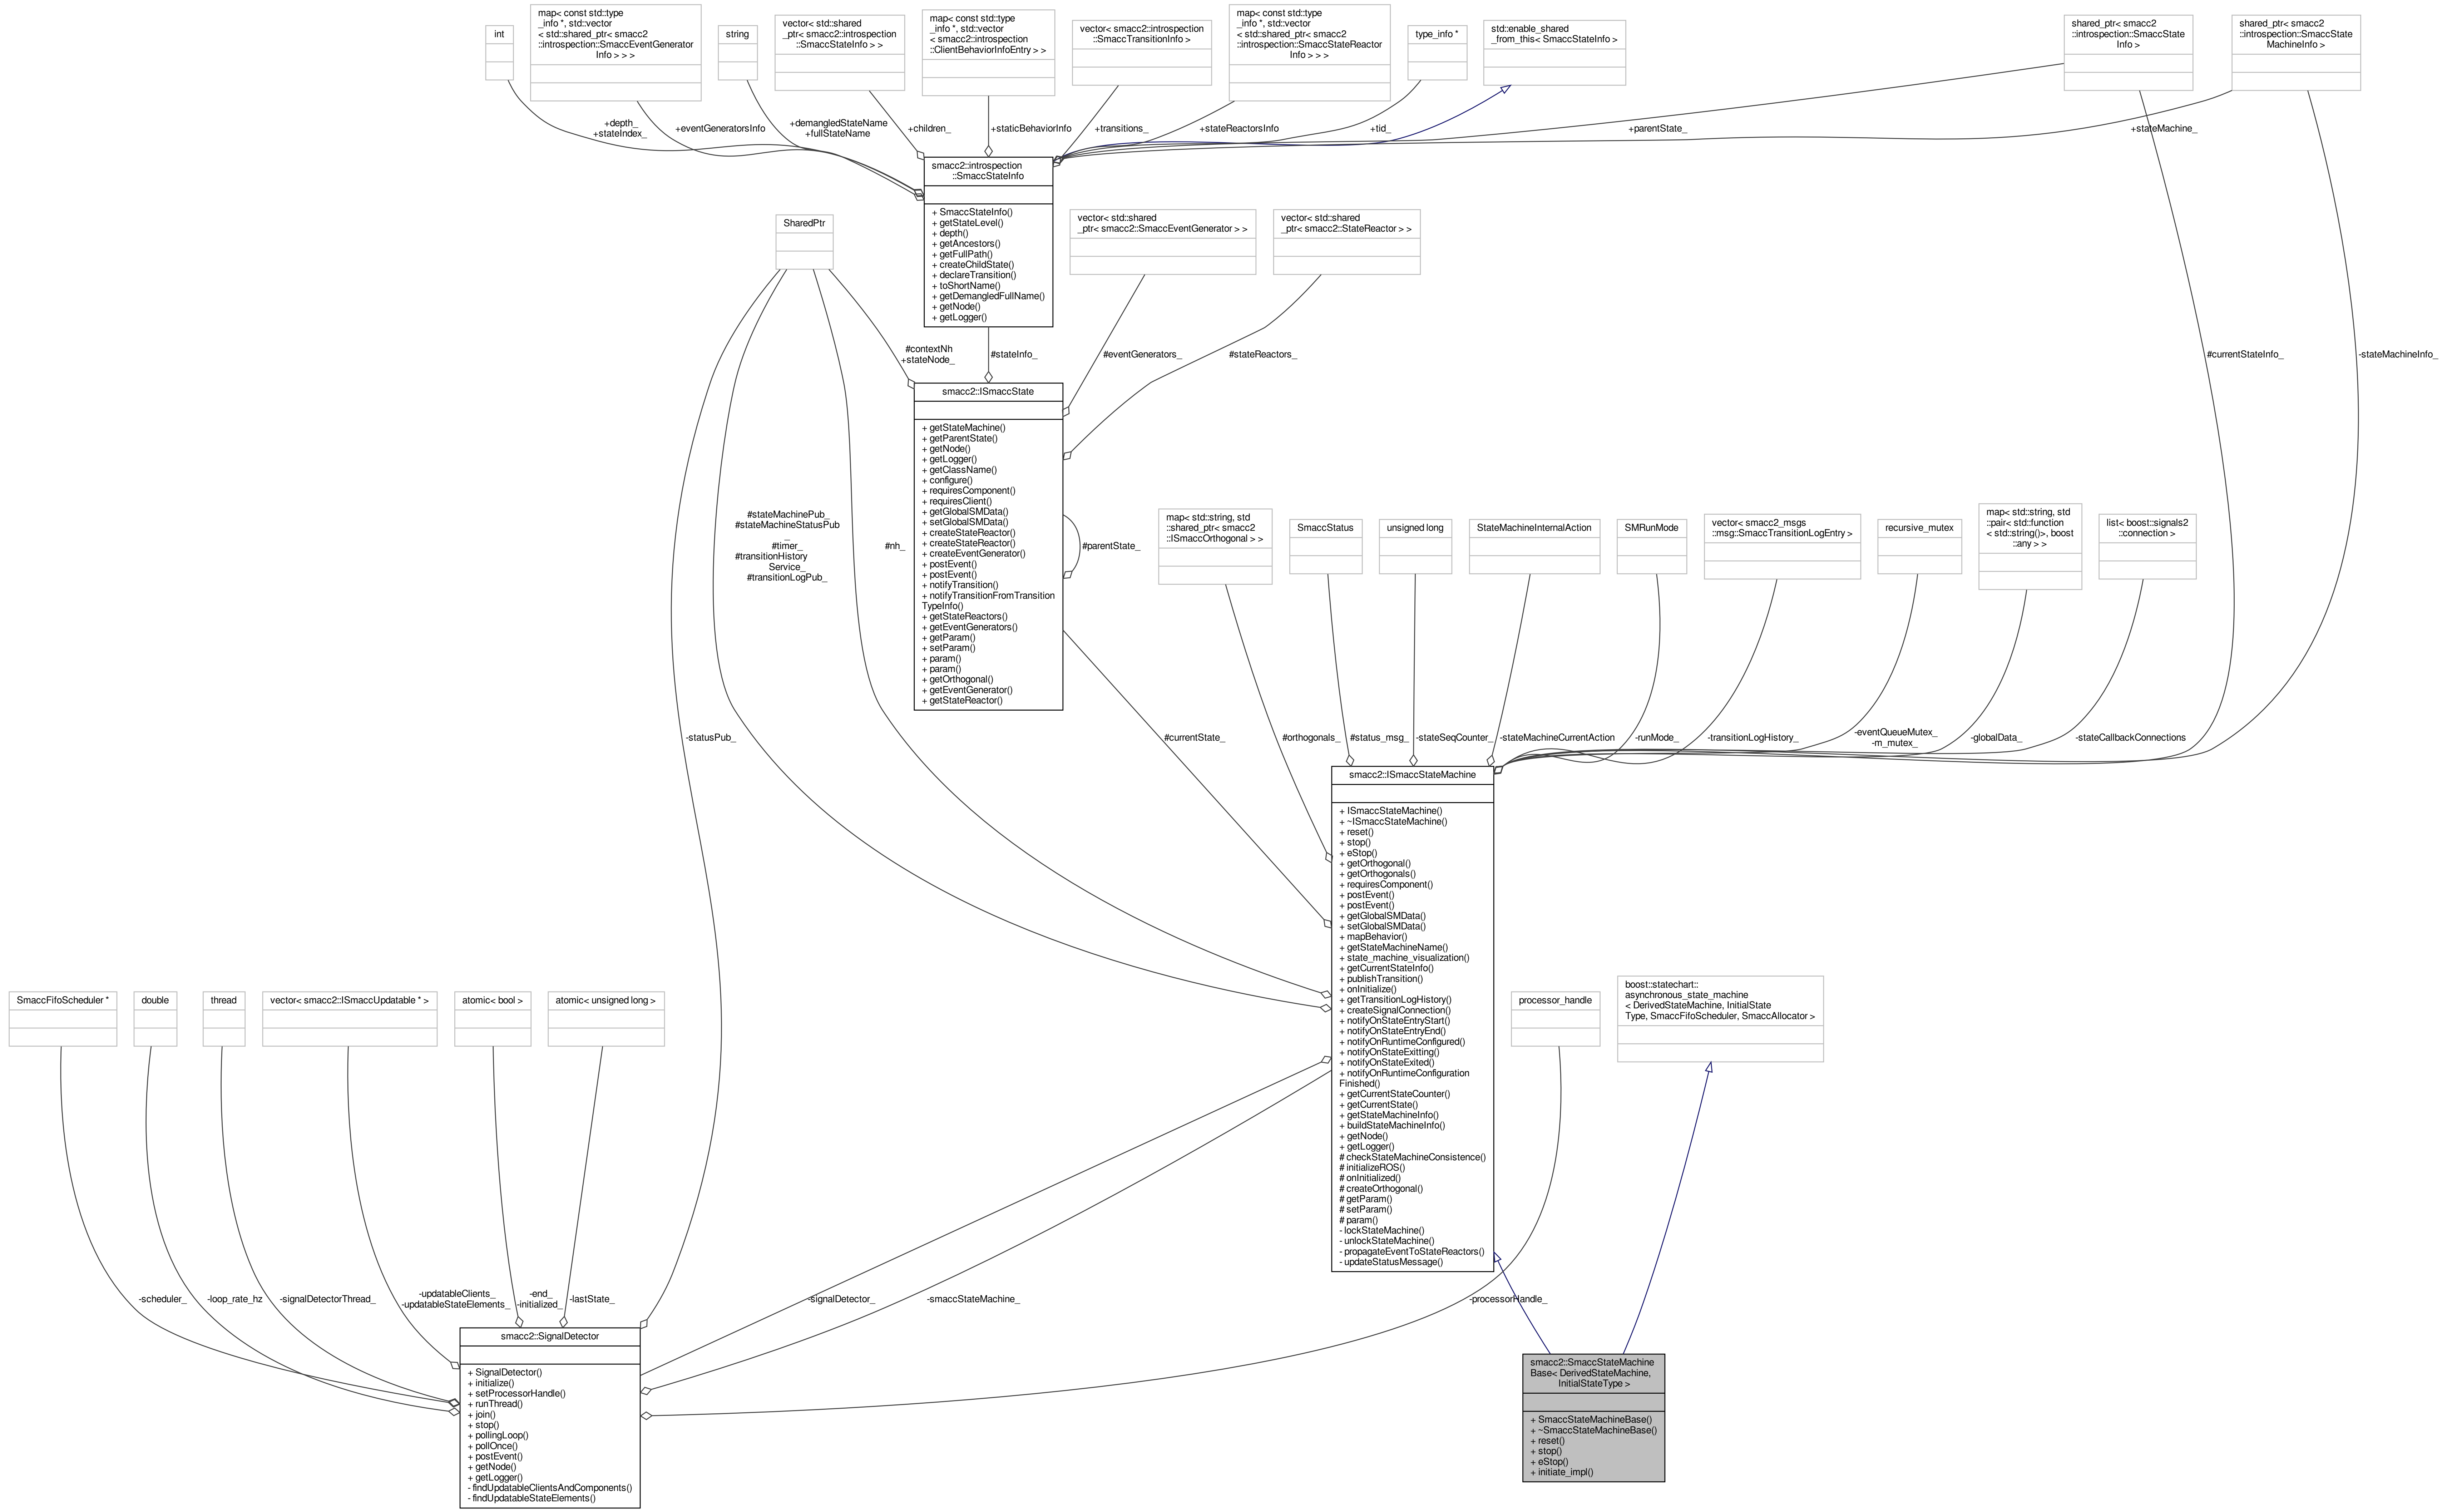 int
map< const std::type
_info *, std::vector
< std::shared_ptr< smacc2
::introspection::SmaccEventGenerator
Info > > >
string
vector< std::shared
_ptr< smacc2::introspection
::SmaccStateInfo > >
map< const std::type
_info *, std::vector
< smacc2::introspection
::ClientBehaviorInfoEntry > >
vector< smacc2::introspection
::SmaccTransitionInfo >
map< const std::type
_info *, std::vector
< std::shared_ptr< smacc2
::introspection::SmaccStateReactor
Info > > >
type_info *
std::enable_shared
_from_this< SmaccStateInfo >
shared_ptr< smacc2
::introspection::SmaccState
Info >
shared_ptr< smacc2
::introspection::SmaccState
MachineInfo >
+depth_
+stateIndex_
+eventGeneratorsInfo
+demangledStateName
+fullStateName
+children_
+staticBehaviorInfo
+transitions_
+stateReactorsInfo
+tid_
+parentState_
+stateMachine_
smacc2::introspection
::SmaccStateInfo
+ SmaccStateInfo()
+ getStateLevel()
+ depth()
+ getAncestors()
+ getFullPath()
+ createChildState()
+ declareTransition()
+ toShortName()
+ getDemangledFullName()
+ getNode()
+ getLogger()
SharedPtr
vector< std::shared
_ptr< smacc2::SmaccEventGenerator > >
vector< std::shared
_ptr< smacc2::StateReactor > >
#contextNh
+stateNode_
#stateInfo_
#eventGenerators_
#stateReactors_
#currentStateInfo_
-stateMachineInfo_
smacc2::ISmaccState
+ getStateMachine()
+ getParentState()
+ getNode()
+ getLogger()
+ getClassName()
+ configure()
+ requiresComponent()
+ requiresClient()
+ getGlobalSMData()
+ setGlobalSMData()
+ createStateReactor()
+ createStateReactor()
+ createEventGenerator()
+ postEvent()
+ postEvent()
+ notifyTransition()
+ notifyTransitionFromTransition
TypeInfo()
+ getStateReactors()
+ getEventGenerators()
+ getParam()
+ setParam()
+ param()
+ param()
+ getOrthogonal()
+ getEventGenerator()
+ getStateReactor()
#parentState_
#stateMachinePub_
#stateMachineStatusPub
_
#timer_
#transitionHistory
Service_
#transitionLogPub_
#nh_
map< std::string, std
::shared_ptr< smacc2
::ISmaccOrthogonal > >
SmaccStatus
unsigned long
StateMachineInternalAction
SMRunMode
vector< smacc2_msgs
::msg::SmaccTransitionLogEntry >
recursive_mutex
map< std::string, std
::pair< std::function
< std::string()>, boost
::any > >
list< boost::signals2
::connection >
-statusPub_
#currentState_
#orthogonals_
#status_msg_
-stateSeqCounter_
-stateMachineCurrentAction
-runMode_
-transitionLogHistory_
-eventQueueMutex_
-m_mutex_
-globalData_
-stateCallbackConnections
smacc2::ISmaccStateMachine
+ ISmaccStateMachine()
+ ~ISmaccStateMachine()
+ reset()
+ stop()
+ eStop()
+ getOrthogonal()
+ getOrthogonals()
+ requiresComponent()
+ postEvent()
+ postEvent()
+ getGlobalSMData()
+ setGlobalSMData()
+ mapBehavior()
+ getStateMachineName()
+ state_machine_visualization()
+ getCurrentStateInfo()
+ publishTransition()
+ onInitialize()
+ getTransitionLogHistory()
+ createSignalConnection()
+ notifyOnStateEntryStart()
+ notifyOnStateEntryEnd()
+ notifyOnRuntimeConfigured()
+ notifyOnStateExitting()
+ notifyOnStateExited()
+ notifyOnRuntimeConfiguration
Finished()
+ getCurrentStateCounter()
+ getCurrentState()
+ getStateMachineInfo()
+ buildStateMachineInfo()
+ getNode()
+ getLogger()
# checkStateMachineConsistence()
# initializeROS()
# onInitialized()
# createOrthogonal()
# getParam()
# setParam()
# param()
- lockStateMachine()
- unlockStateMachine()
- propagateEventToStateReactors()
- updateStatusMessage()
SmaccFifoScheduler *
double
thread
vector< smacc2::ISmaccUpdatable * >
atomic< bool >
atomic< unsigned long >
processor_handle
boost::statechart::
asynchronous_state_machine
< DerivedStateMachine, InitialState
Type, SmaccFifoScheduler, SmaccAllocator >
-scheduler_
-loop_rate_hz
-signalDetectorThread_
-updatableClients_
-updatableStateElements_
-end_
-initialized_
-lastState_
-signalDetector_
-smaccStateMachine_
-processorHandle_
smacc2::SignalDetector
+ SignalDetector()
+ initialize()
+ setProcessorHandle()
+ runThread()
+ join()
+ stop()
+ pollingLoop()
+ pollOnce()
+ postEvent()
+ getNode()
+ getLogger()
- findUpdatableClientsAndComponents()
- findUpdatableStateElements()
smacc2::SmaccStateMachine
Base< DerivedStateMachine,
InitialStateType >
+ SmaccStateMachineBase()
+ ~SmaccStateMachineBase()
+ reset()
+ stop()
+ eStop()
+ initiate_impl()